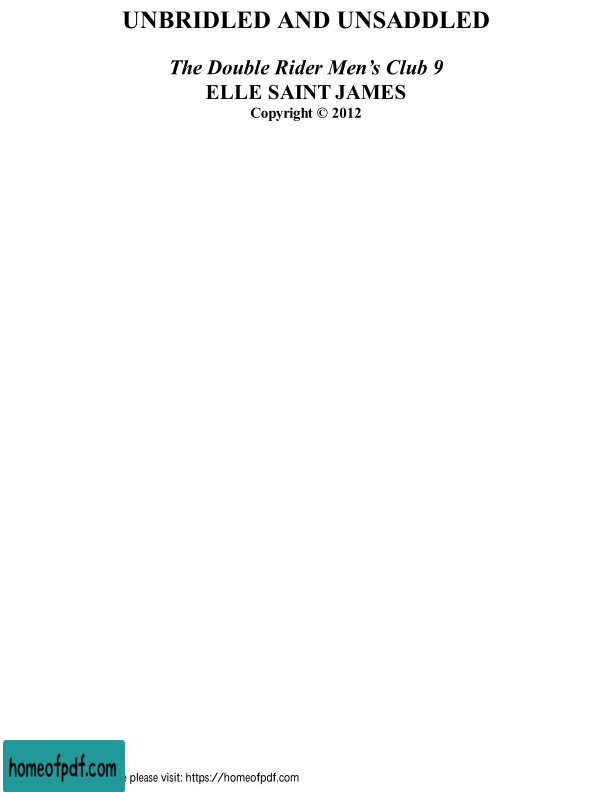 UNBRIDLED AND UNSADDLED
The Double Rider Men's Club 9
ELLE SAINT JAMES
Copyright © 2012
homeofpdf.com
please visit: https://homeofpdf.com